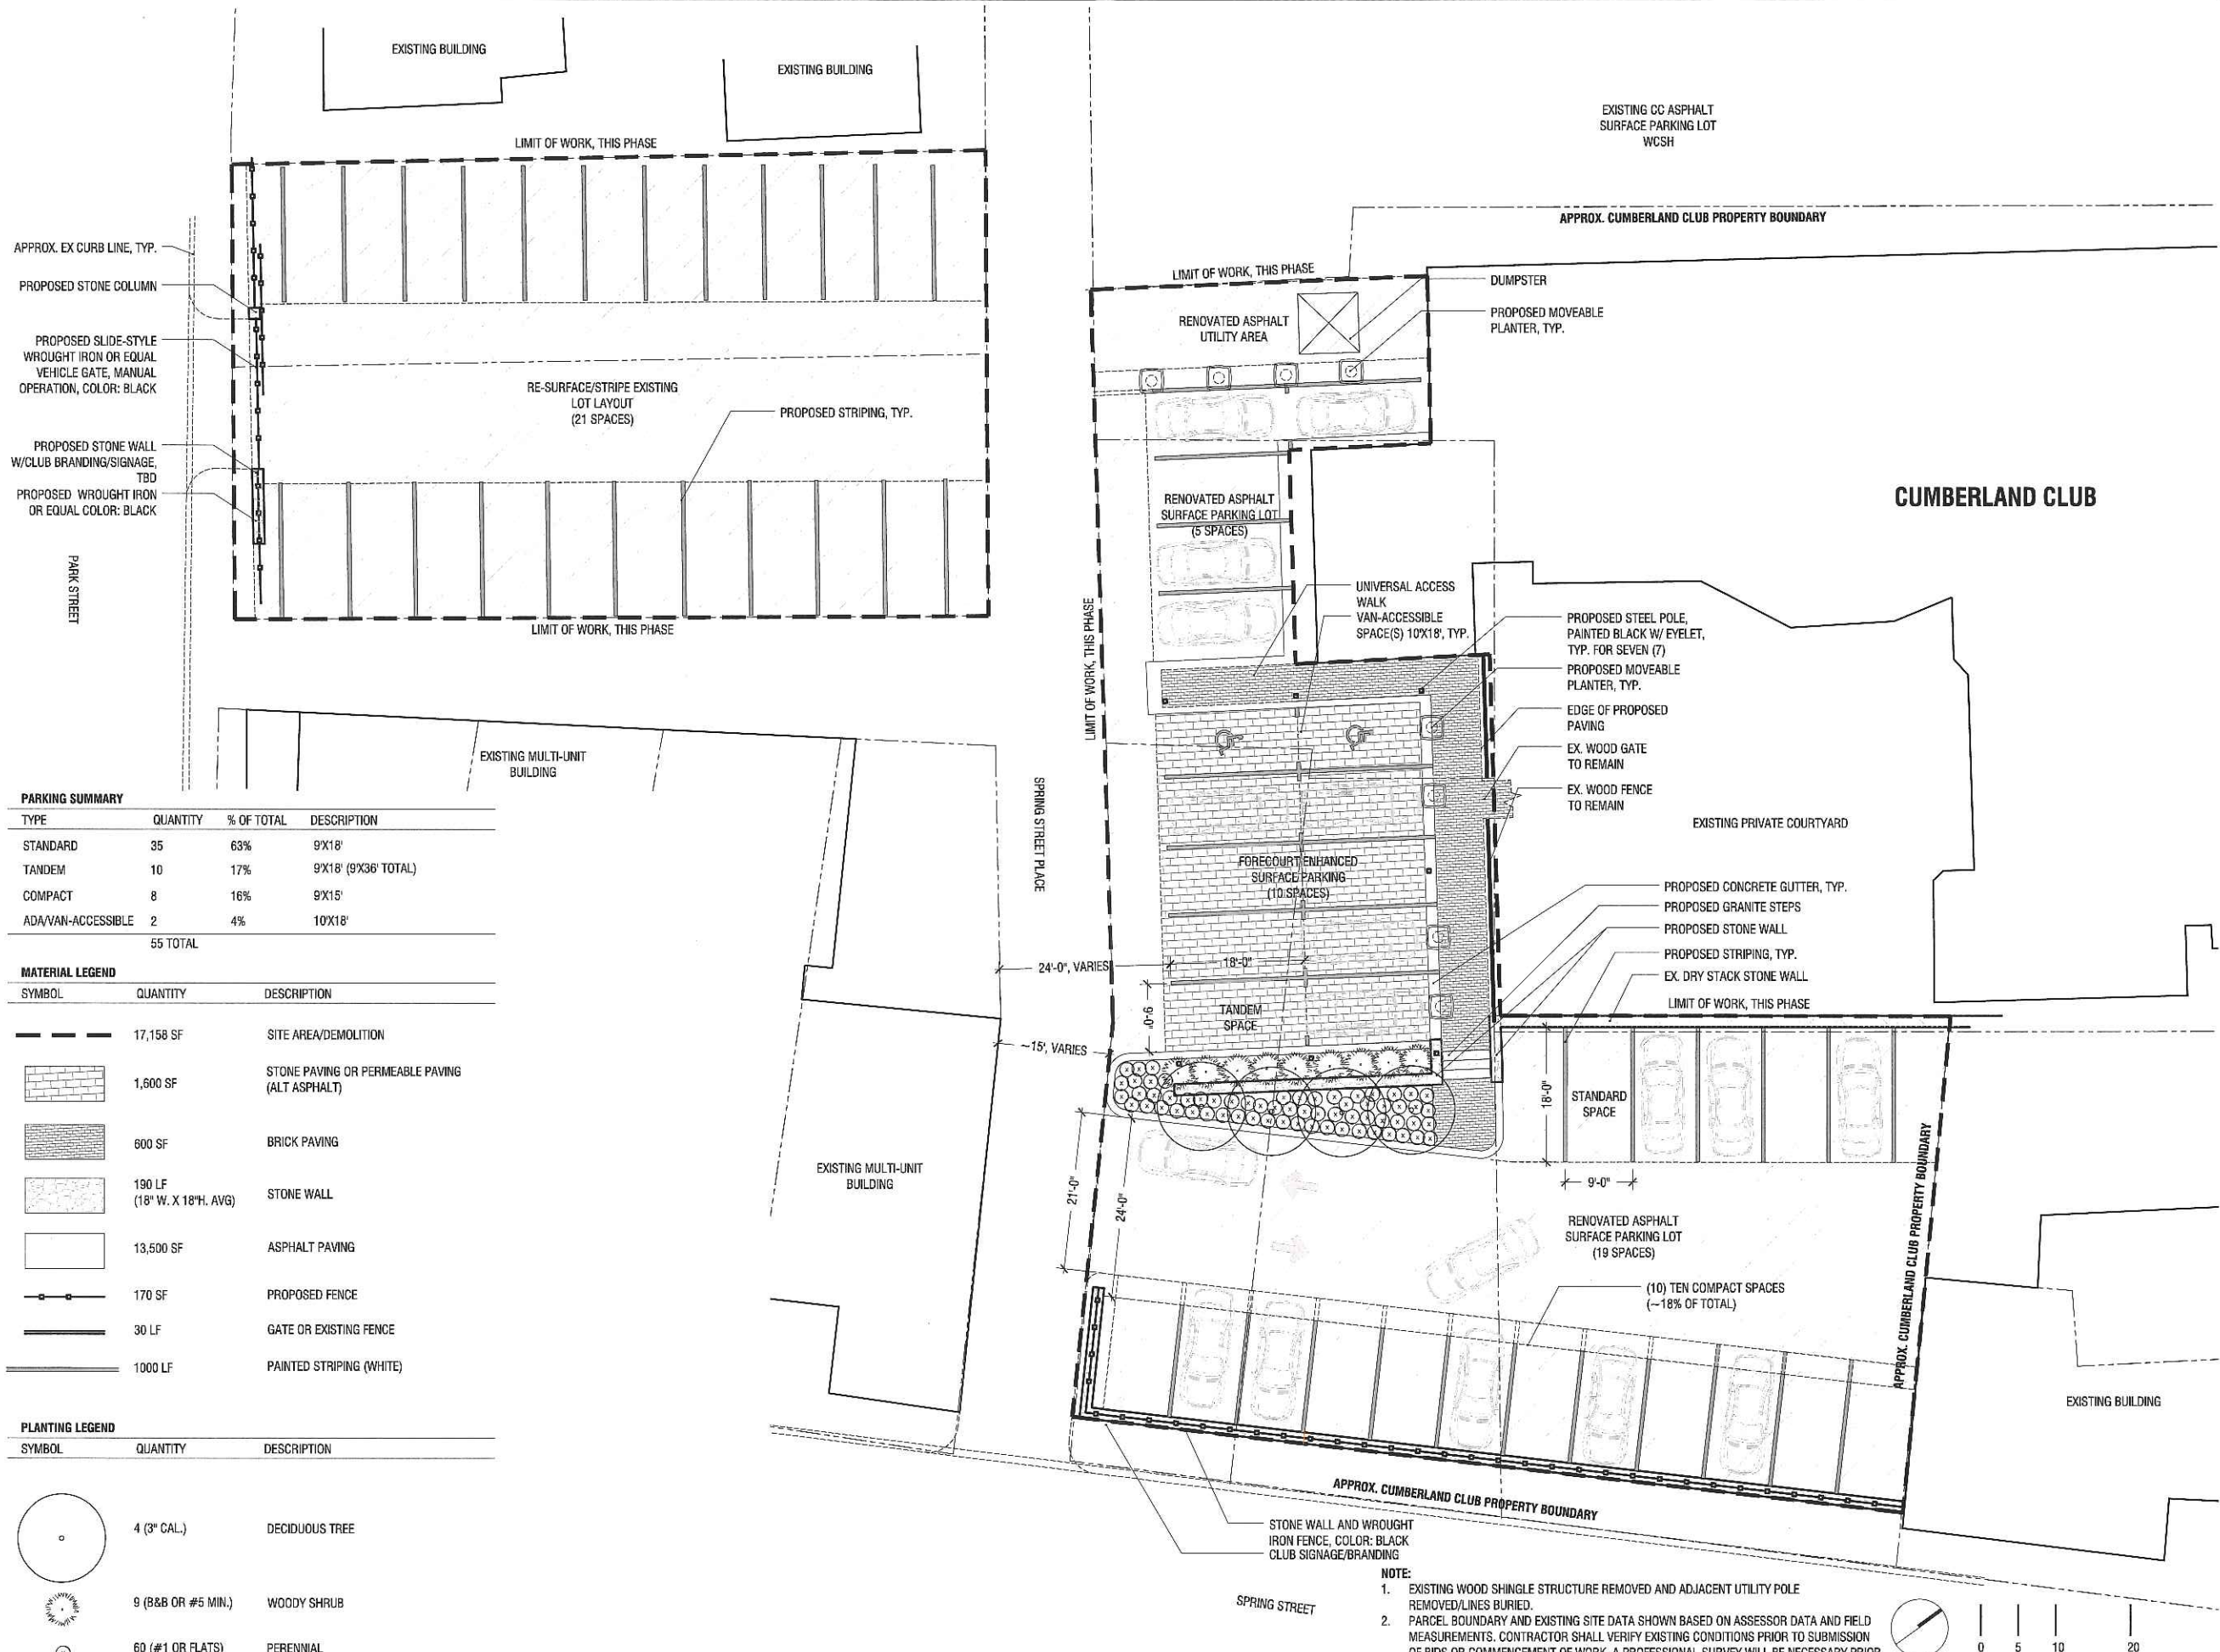 EXISTING BUILDING
EXISTING BUILDING
EXISTING CC ASPHALT
SURFACE PARKING LOT
WCSH
LIMIT OF WORK, THIS PHASE
APPROX. CUMBERLAND CLUB PROPERTY BOUNDARY
APPROX. EX CURB LINE, TYP.
PROPOSED STONE COLUMN
PROPOSED SLIDE-STYLE
WROUGHT IRON OR EQUAL
VEHICLE GATE, MANUAL
OPERATION, COLOR: BLACK
PROPOSED STONE WALL
W/CLUB BRANDING/SIGNAGE,
TBD
PROPOSED WROUGHT IRON
OR EQUAL COLOR: BLACK
PARK STREET
RE-SURFACE/STRIPE EXISTING
LOT LAYOUT
(21 SPACES)
PROPOSED STRIPING, TYP.
LIMIT OF WORK, THIS PHASE
LIMIT OF WORK, THIS PHASE
DUMPSTER
PROPOSED MOVEABLE
PLANTER, TYP.
RENOVATED ASPHALT
UTILITY AREA
RENOVATED ASPHALT
SURFACE PARKING LOT
(5 SPACES)
CUMBERLAND CLUB
LIMIT OF WORK, THIS PHASE
UNIVERSAL ACCESS
WALK
VAN-ACCESSIBLE
SPACE(S) 10'X18', TYP.
PROPOSED STEEL POLE,
PAINTED BLACK W/ EYELET,
TYP. FOR SEVEN (7)
PROPOSED MOVEABLE
PLANTER, TYP.
EDGE OF PROPOSED
PAVING
EX. WOOD GATE
TO REMAIN
EX. WOOD FENCE
TO REMAIN
EXISTING PRIVATE COURTYARD
EXISTING MULTI-UNIT
BUILDING
SPRING STREET PLACE
FORECOURT ENHANCED
SURFACE PARKING
(10 SPACES)
PROPOSED CONCRETE GUTTER, TYP.
PROPOSED GRANITE STEPS
PROPOSED STONE WALL
PROPOSED STRIPING, TYP.
EX. DRY STACK STONE WALL
LIMIT OF WORK, THIS PHASE
24'-0", VARIES
18'-0"
9'-0"
TANDEM
SPACE
~15', VARIES
18'-0"
STANDARD
SPACE
9'-0"
EXISTING MULTI-UNIT
BUILDING
21'-0"
24'-0"
RENOVATED ASPHALT
SURFACE PARKING LOT
(19 SPACES)
(10) TEN COMPACT SPACES
(~18% OF TOTAL)
APPROX. CUMBERLAND CLUB PROPERTY BOUNDARY
EXISTING BUILDING
APPROX. CUMBERLAND CLUB PROPERTY BOUNDARY
STONE WALL AND WROUGHT
IRON FENCE, COLOR: BLACK
CLUB SIGNAGE/BRANDING
SPRING STREET
PARKING SUMMARY
TYPE QUANTITY % OF TOTAL DESCRIPTION
STANDARD 35 63% 9'X18'
TANDEM 10 17% 9'X18' (9'X36' TOTAL)
COMPACT 8 16% 9'X15'
ADA/VAN-ACCESSIBLE 2 4% 10'X18'
55 TOTAL
MATERIAL LEGEND
SYMBOL QUANTITY DESCRIPTION
17,158 SF SITE AREA/DEMOLITION
1,600 SF STONE PAVING OR PERMEABLE PAVING
(ALT ASPHALT)
600 SF BRICK PAVING
190 LF
(18" W. X 18"H. AVG) STONE WALL
13,500 SF ASPHALT PAVING
170 SF PROPOSED FENCE
30 LF GATE OR EXISTING FENCE
1000 LF PAINTED STRIPING (WHITE)
PLANTING LEGEND
SYMBOL QUANTITY DESCRIPTION
4 (3" CAL.) DECIDUOUS TREE
9 (B&B OR #5 MIN.) WOODY SHRUB
60 (#1 OR FLATS) PERENNIAL
NOTE:
1. EXISTING WOOD SHINGLE STRUCTURE REMOVED AND ADJACENT UTILITY POLE
REMOVED/LINES BURIED.
2. PARCEL BOUNDARY AND EXISTING SITE DATA SHOWN BASED ON ASSESSOR DATA AND FIELD
MEASUREMENTS. CONTRACTOR SHALL VERIFY EXISTING CONDITIONS PRIOR TO SUBMISSION
OF BIDS OR COMMENCEMENT OF WORK. A PROFESSIONAL SURVEY WILL BE NECESSARY PRIOR
0 5 10 20